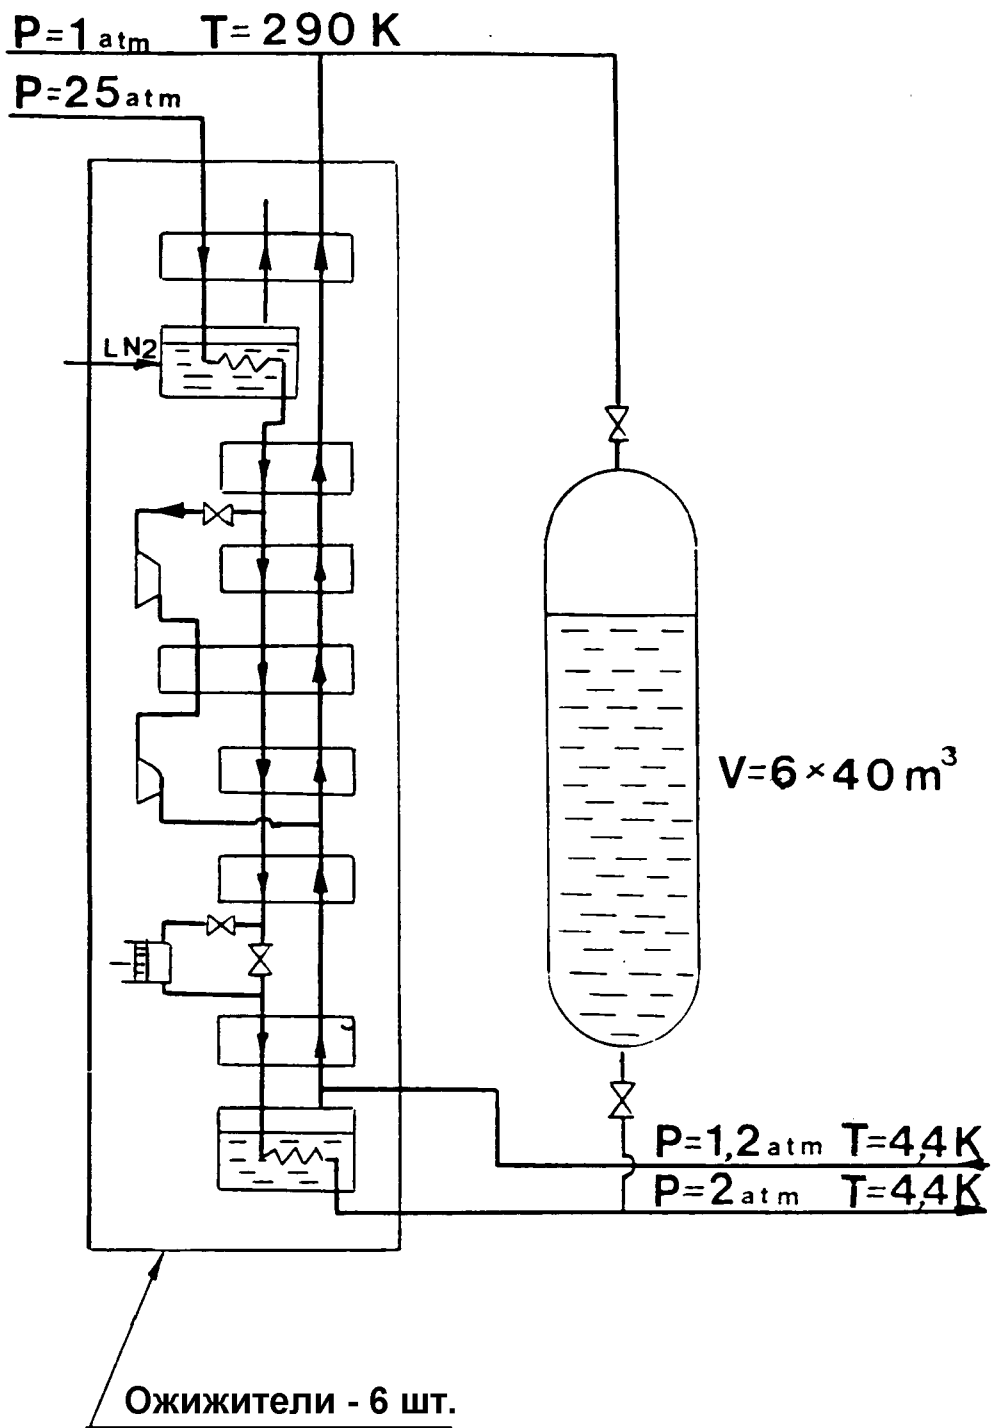 P=1 atm T=290 K
P=25 atm
LN2
V=6×40 m³
P=1,2 atm T=4,4K
P=2 atm T=4,4K
Ожижители - 6 шт.